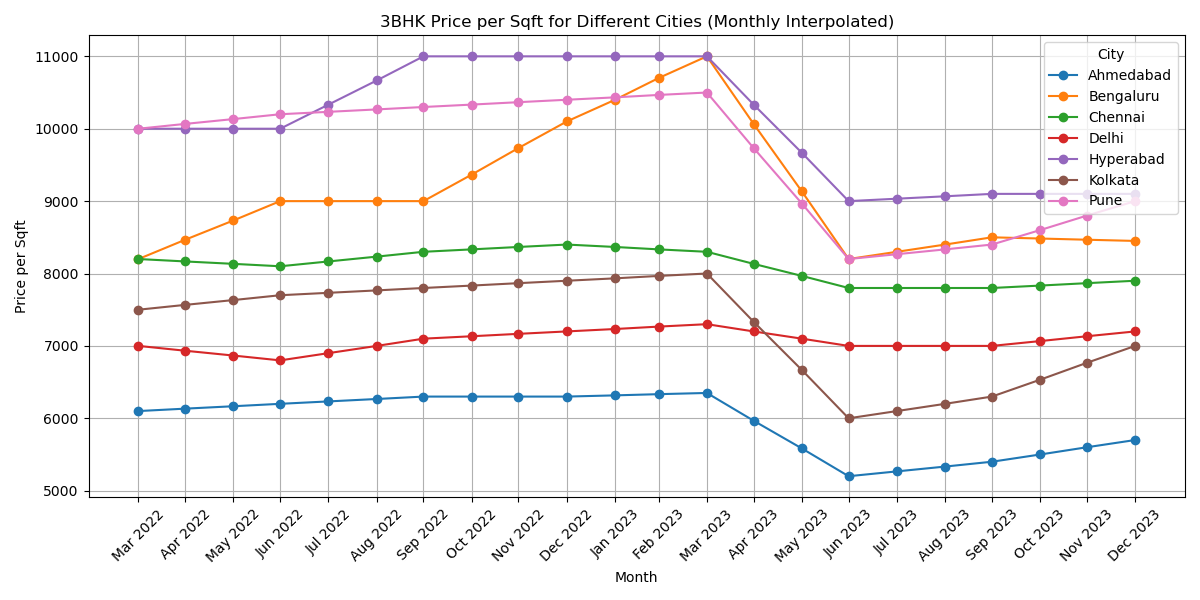 3BHK Price per Sqft for Different Cities (Monthly Interpolated)
Price per Sqft
11000
10000
9000
8000
7000
6000
5000
City
Ahmedabad
Bengaluru
Chennai
Delhi
Hyperabad
Kolkata
Pune
Mar 2022
Apr 2022
May 2022
Jun 2022
Jul 2022
Aug 2022
Sep 2022
Oct 2022
Nov 2022
Dec 2022
Jan 2023
Feb 2023
Mar 2023
Apr 2023
May 2023
Jun 2023
Jul 2023
Aug 2023
Sep 2023
Oct 2023
Nov 2023
Dec 2023
Month